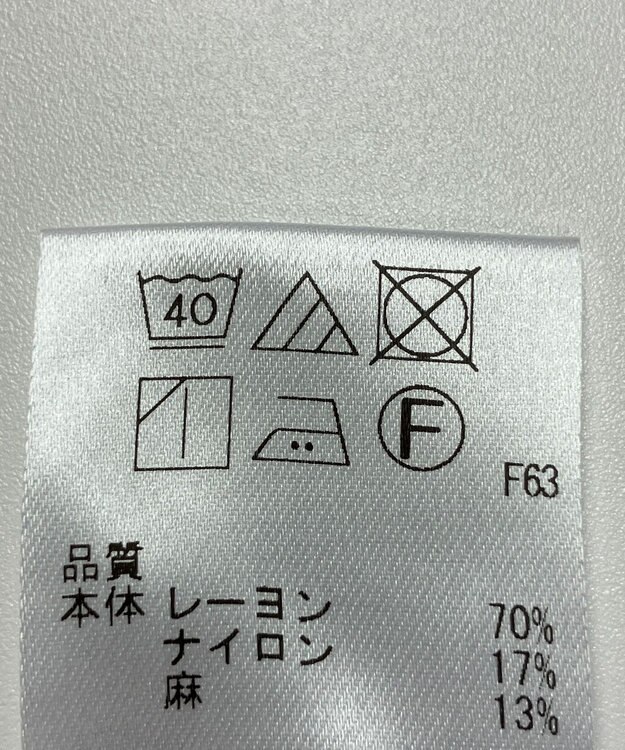 40
F
F63
品質
本体 レーヨン 70%
ナイロン 17%
麻 13%